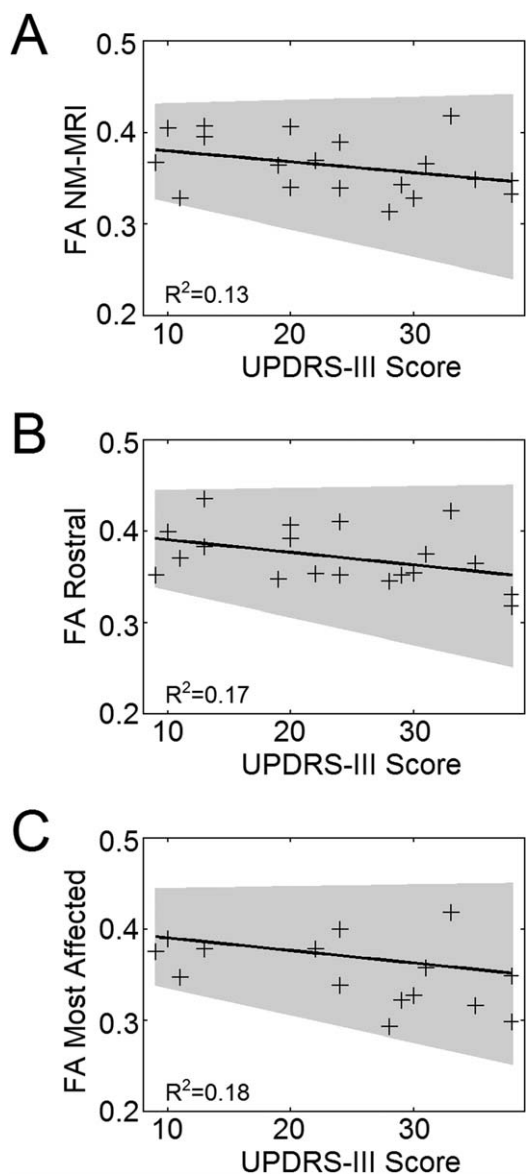 A
0.5
0.4
0.3
0.2
FA NM-MRI
R²=0.13
10 20 30
UPDRS-III Score
B
0.5
0.4
0.3
0.2
FA Rostral
R²=0.17
10 20 30
UPDRS-III Score
C
0.5
0.4
0.3
0.2
FA Most Affected
R²=0.18
10 20 30
UPDRS-III Score